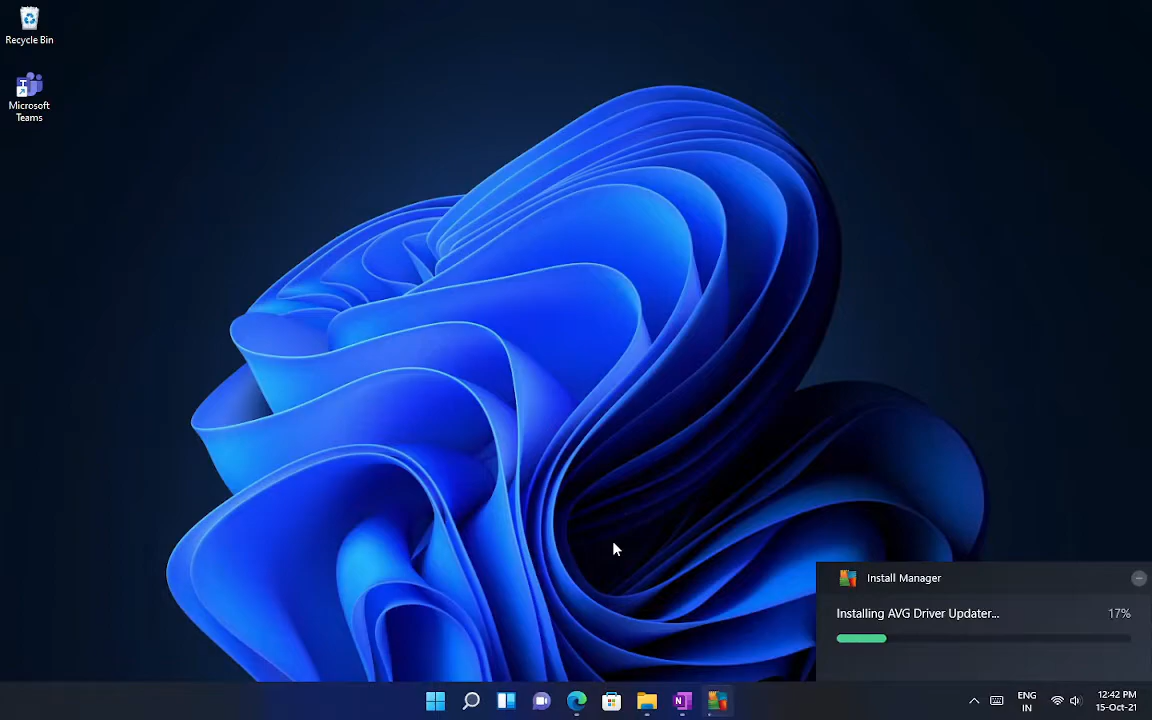 Recycle Bin
Microsoft
Teams
Install Manager
Installing AVG Driver Updater...
17%
ENG
IN
12:42 PM
15-Oct-21